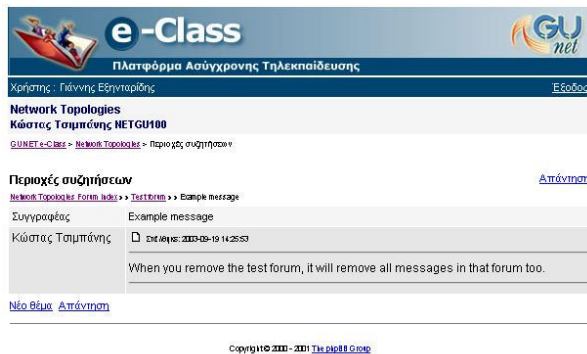 e-Class
GU
net
Πλατφόρμα Ασύγχρονης Τηλεκπαίδευσης
Χρήστης : Γιάννης Εξηνταρίδης Έξοδος
Network Topologies
Κώστας Τσιμπάνης NETGU100
GUNET e-Class > Network Topologies > Περιοχές συζητήσεων
Περιοχές συζητήσεων Απάντηση
Network Topologies Forum Index > > Test forum > > Example message
Συγγραφέας Example message
Κώστας Τσιμπάνης Στάλθηκε: 2003-09-19 14:25:53
When you remove the test forum, it will remove all messages in that forum too.
Νέο θέμα Απάντηση
Copyright © 2000 - 2001 The phpBB Group